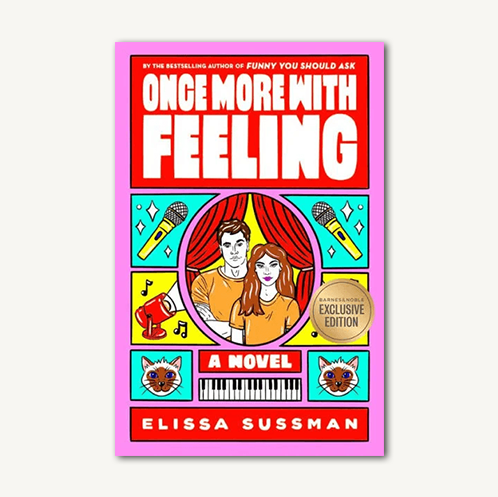 BY THE BESTSELLING AUTHOR OF FUNNY YOU SHOULD ASK
ONCE MORE WITH
FEELING
BARNES & NOBLE
EXCLUSIVE
EDITION
A NOVEL
ELISSA SUSSMAN